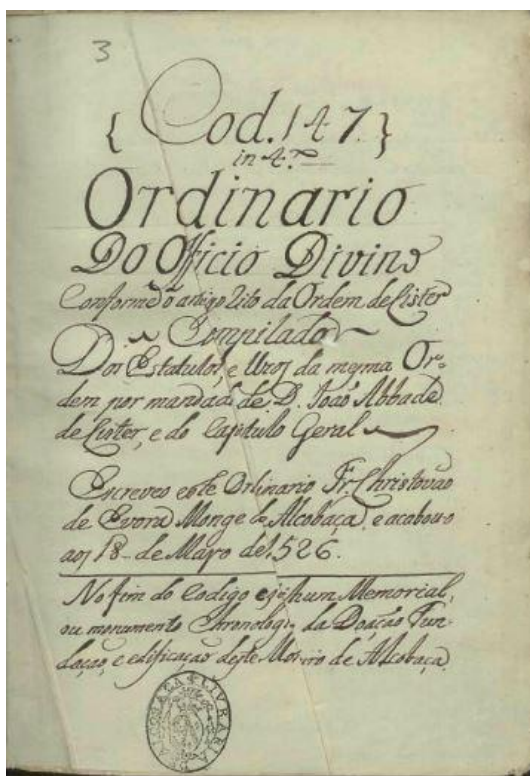 3
{ Cod. 147. }
in 4.º
Ordinario
Do Officio Divino
Conforme o antigo Rito da Ordem de Cister
Compilado
Dos Estatutos, e Uzos da mesma Or=
dem por mandado de D. João Abbade
de Cister, e do Capitulo Geral
Escreveo este Ordinario Fr. Christovão
de Evora Monge de Alcobaça, e acabou-o
aos 18 de Mayo de 1526.
No fim do Codigo está hum Memorial,
ou monumento Chronologico da Doação Fun-
dação, e edificação deste Mosteiro de Alcobaça.
LIVRARIA D ALCOBAÇA